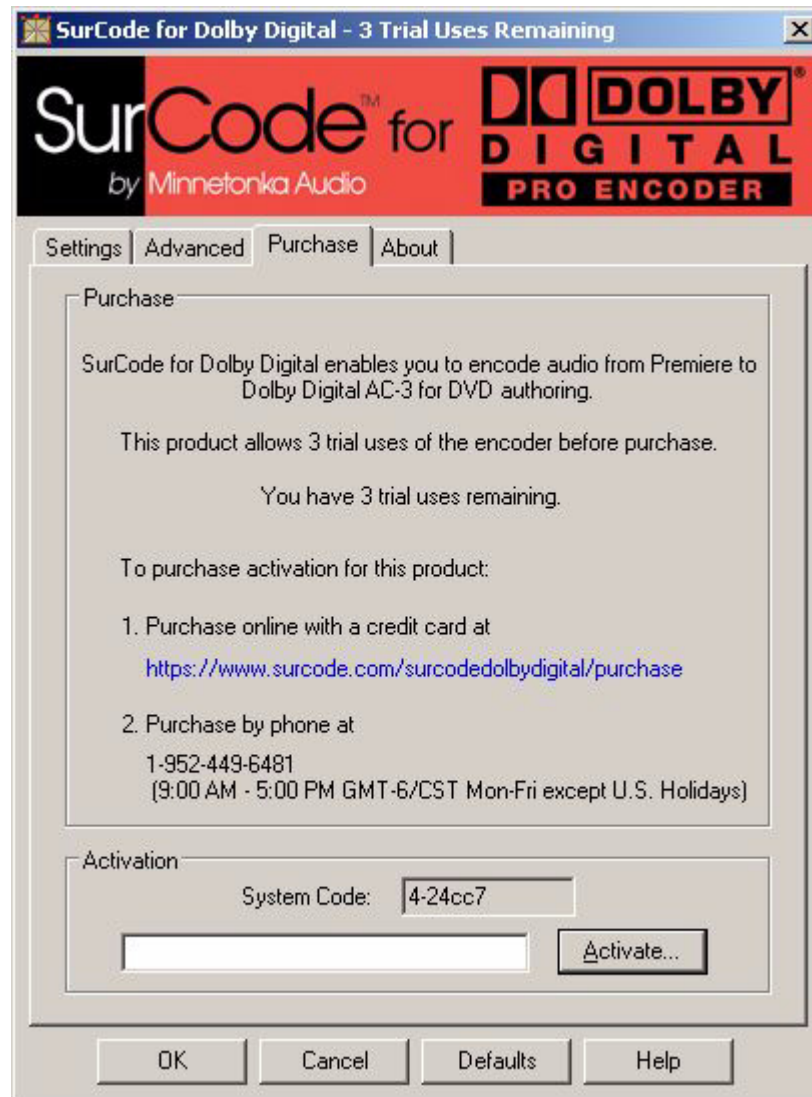 SurCode for Dolby Digital - 3 Trial Uses Remaining
SurCode™ for
by Minnetonka Audio
DOLBY®
DIGITAL
PRO ENCODER
Settings Advanced Purchase About
Purchase
SurCode for Dolby Digital enables you to encode audio from Premiere to
Dolby Digital AC-3 for DVD authoring.
This product allows 3 trial uses of the encoder before purchase.
You have 3 trial uses remaining.
To purchase activation for this product:
1. Purchase online with a credit card at
https://www.surcode.com/surcodedolbydigital/purchase
2. Purchase by phone at
1-952-449-6481
(9:00 AM - 5:00 PM GMT-6/CST Mon-Fri except U.S. Holidays)
Activation
System Code: 4-24cc7
Activate...
OK Cancel Defaults Help